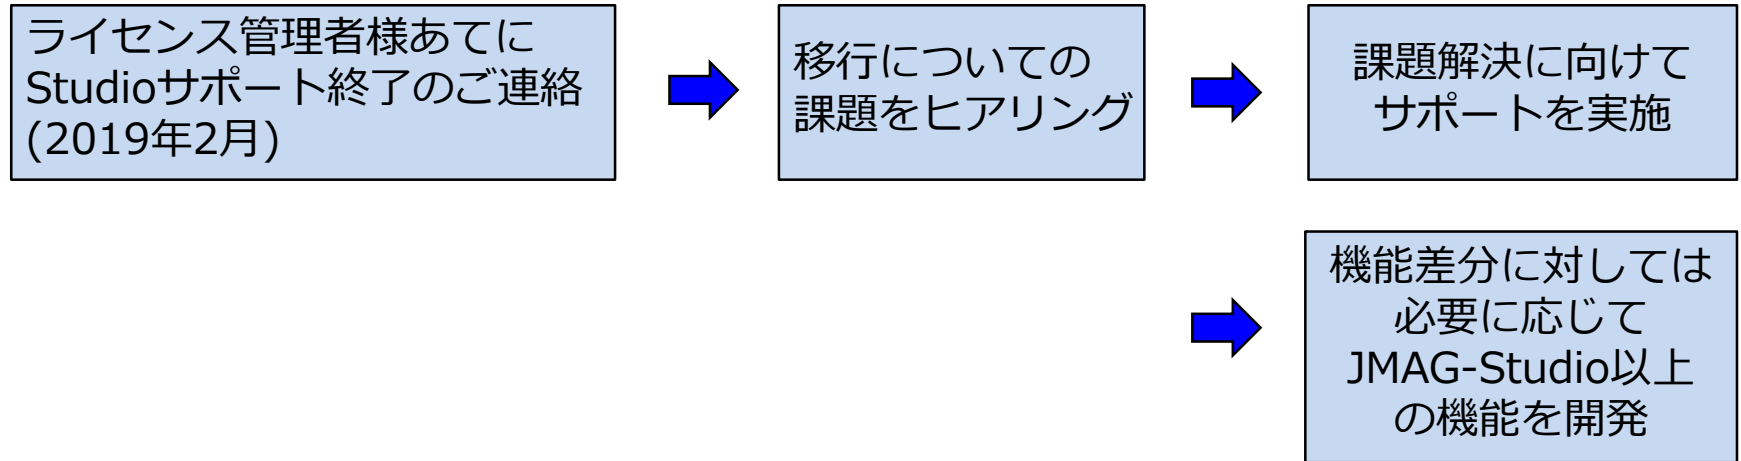 ライセンス管理者様あてに
Studioサポート終了のご連絡
(2019年2月)
移行についての
課題をヒアリング
課題解決に向けて
サポートを実施
機能差分に対しては
必要に応じて
JMAG-Studio以上
の機能を開発